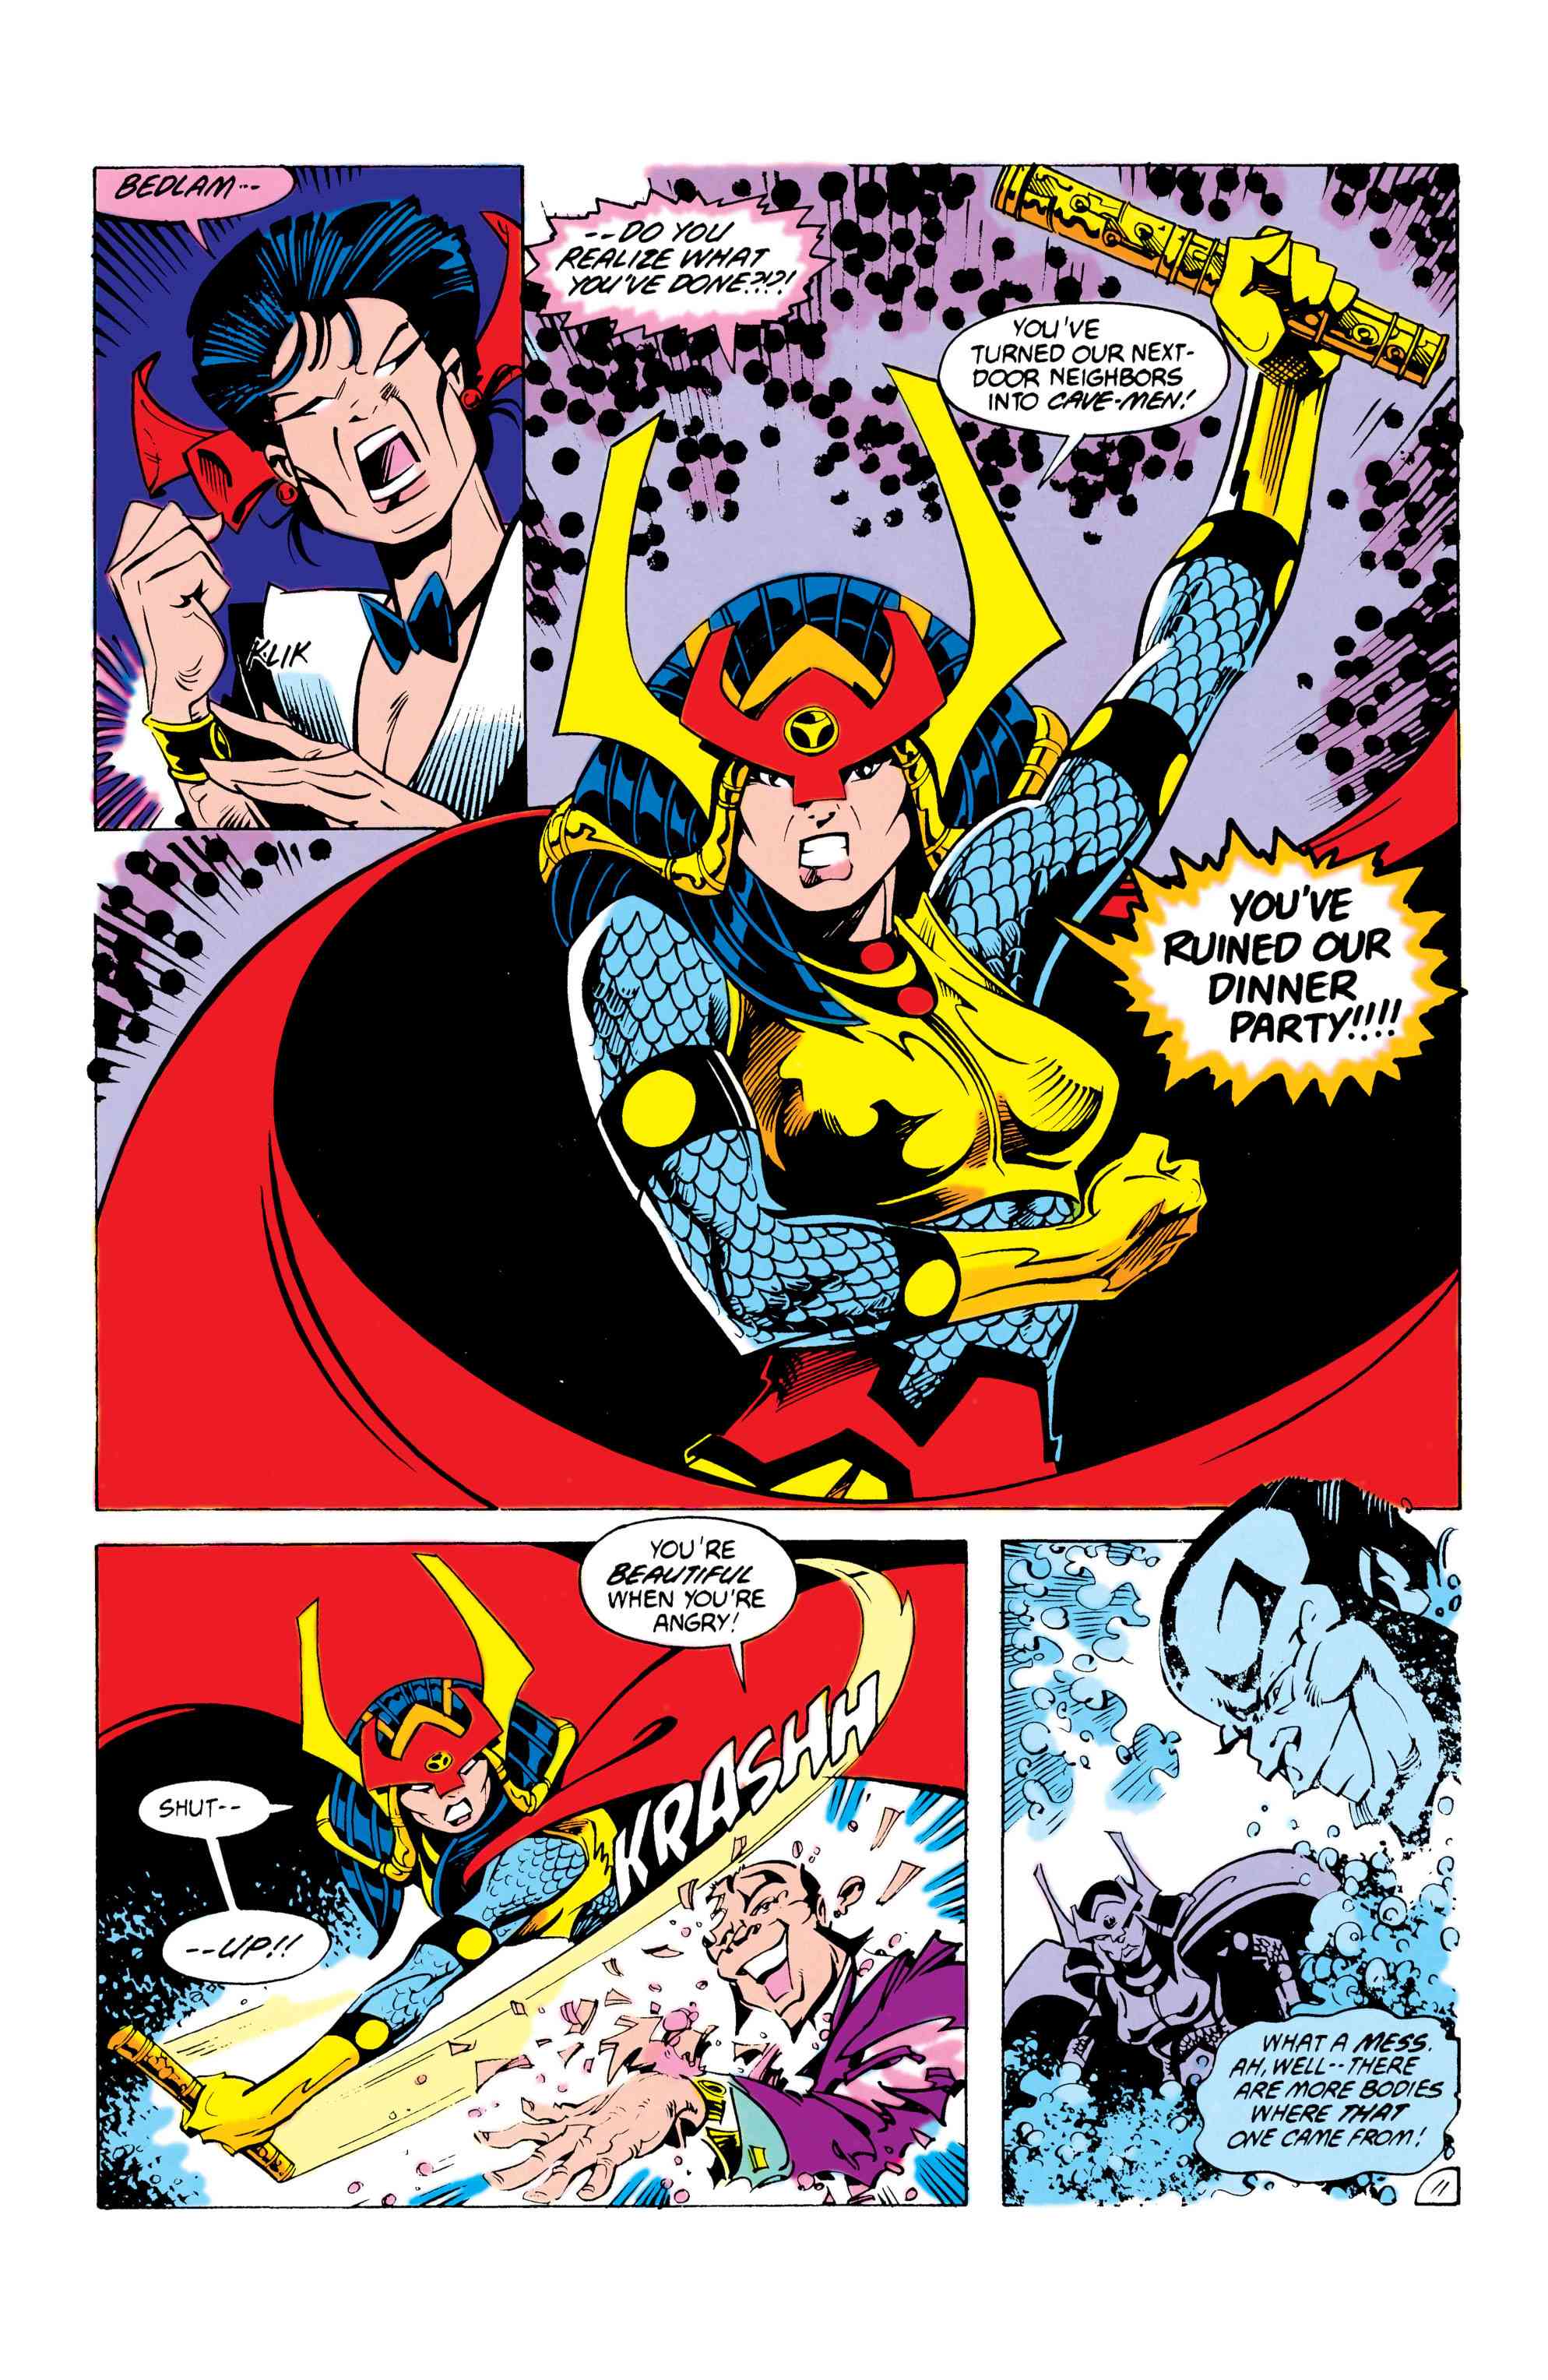 BEDLAM--
KLIK
--DO YOU
REALIZE WHAT
YOU'VE DONE?!?!
YOU'VE
TURNED OUR NEXT-
DOOR NEIGHBORS
INTO CAVE-MEN!
YOU'VE
RUINED OUR
DINNER
PARTY!!!!
YOU'RE
BEAUTIFUL
WHEN YOU'RE
ANGRY!
SHUT--
--UP!!
KRASHH
WHAT A MESS.
AH, WELL--THERE
ARE MORE BODIES
WHERE THAT
ONE CAME FROM!
11